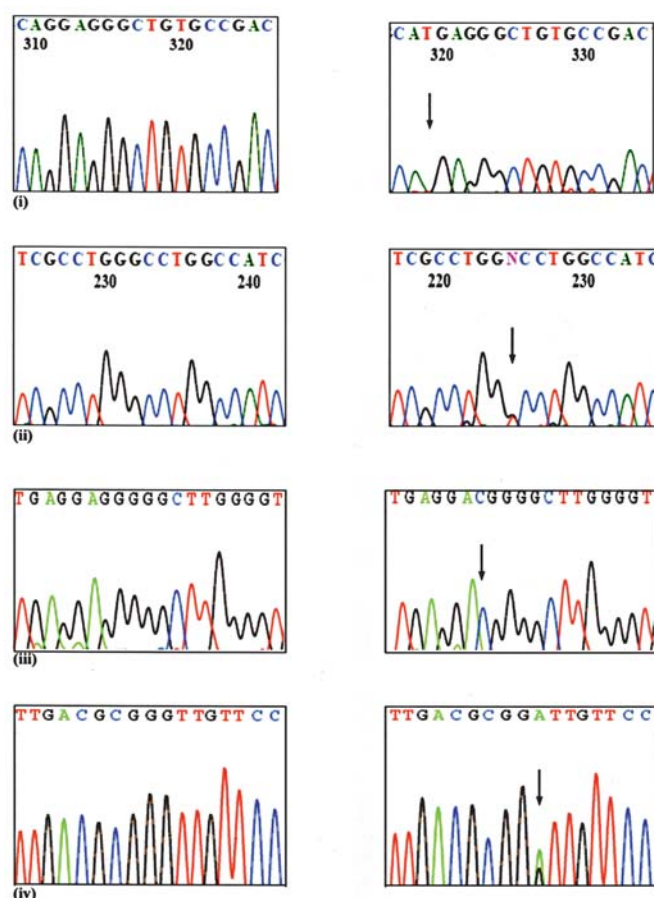 CAGGAGGGCTGTGCCGAC
310 320
CATGAGGGCTGTGCCGAC
320 330
(i)
TCGCCTGGGCCTGGCCATC
230 240
TCGCCTGGNCCTGGCCATC
220 230
(ii)
TGAGGAGGGGGCTTGGGGT
TGAGGACGGGGCTTGGGGT
(iii)
TTGACGCGGGTTGTTCC
TTGACGCGGATTGTTCC
(iv)